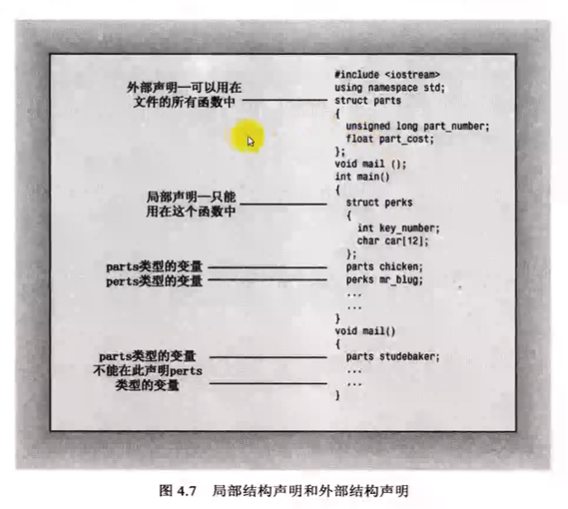 外部声明—可以用在
文件的所有函数中
局部声明—只能
用在这个函数中
parts类型的变量
perts类型的变量
parts类型的变量
不能在此声明perts
类型的变量
#include <iostream>
using namespace std;
struct parts
{
unsigned long part_number;
float part_cost;
};
void mail ();
int main()
{
struct perks
{
int key_number;
char car[12];
};
parts chicken;
perks mr_blug;
...
...
}
void mail()
{
parts studebaker;
...
...
}
图 4.7 局部结构声明和外部结构声明